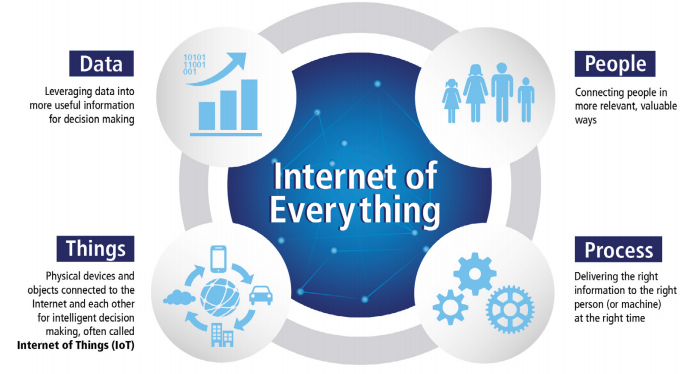 Data
Leveraging data into
more useful information
for decision making
10101
11001
001
People
Connecting people in
more relevant, valuable
ways
Internet of
Everything
Things
Physical devices and
objects connected to the
Internet and each other
for intelligent decision
making, often called
Internet of Things (IoT)
Process
Delivering the right
information to the right
person (or machine)
at the right time